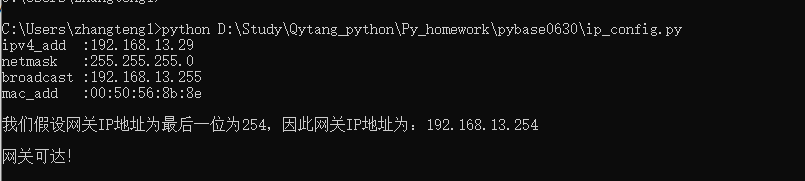 C:\Users\zhangteng1>python D:\Study\Qytang_python\Py_homework\pybase0630\ip_config.py
ipv4_add  :192.168.13.29
netmask   :255.255.255.0
broadcast :192.168.13.255
mac_add   :00:50:56:8b:8e
我们假设网关IP地址为最后一位为254，因此网关IP地址为：192.168.13.254
网关可达!